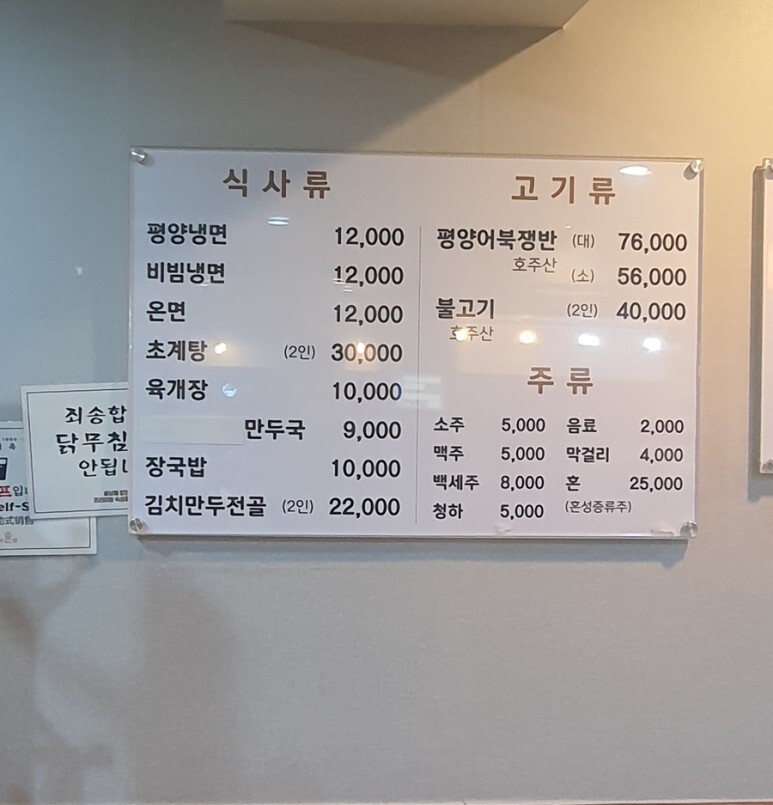 식사류
평양냉면 12,000
비빔냉면 12,000
온면 12,000
초계탕 (2인) 30,000
육개장 10,000
만두국 9,000
장국밥 10,000
김치만두전골 (2인) 22,000
고기류
평양어북쟁반 (대) 76,000
호주산 (소) 56,000
불고기 (2인) 40,000
호주산
주류
소주 5,000 음료 2,000
맥주 5,000 막걸리 4,000
백세주 8,000 혼 25,000
청하 5,000 (혼성증류주)
죄송합
닭무침
안됩니